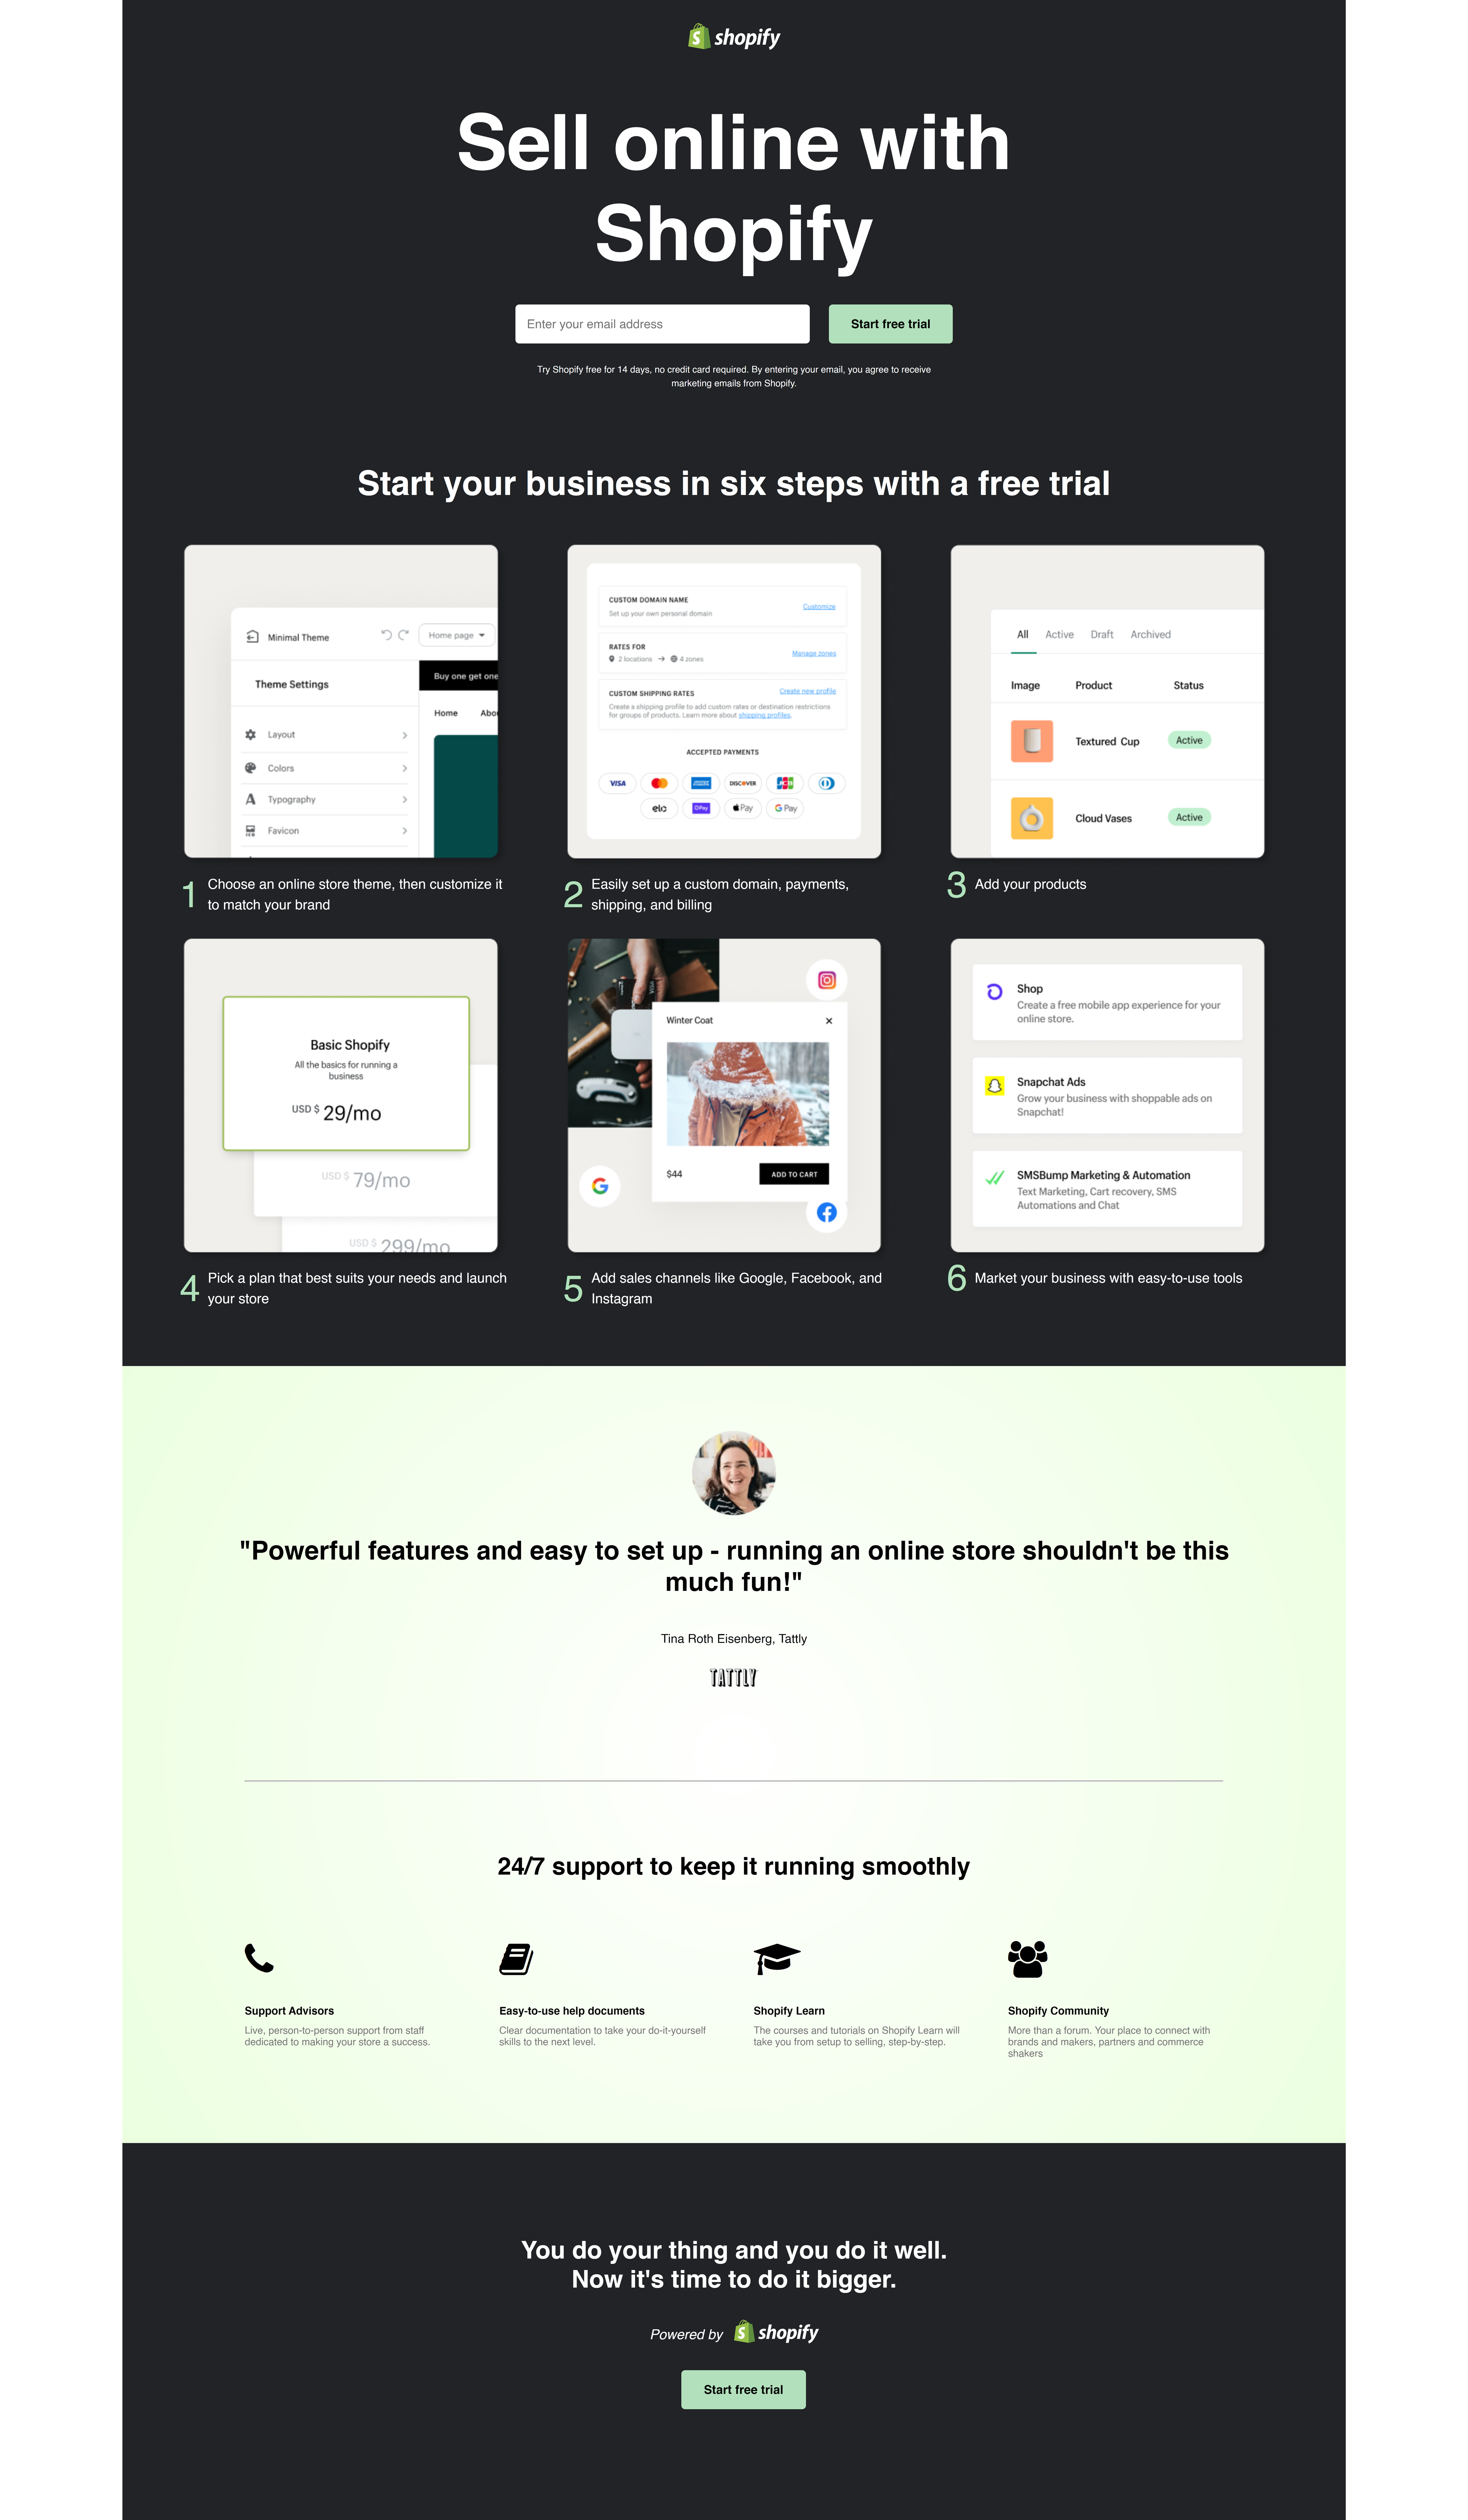 shopify
Sell online with
Shopify
Enter your email address
Start free trial
Try Shopify free for 14 days, no credit card required. By entering your email, you agree to receive
marketing emails from Shopify.
Start your business in six steps with a free trial
Minimal Theme
Home page
Theme Settings
Buy one get one
Home Abou
Layout
Colors
Typography
Favicon
1 Choose an online store theme, then customize it
to match your brand
CUSTOM DOMAIN NAME
Set up your own personal domain
Customize
RATES FOR
2 locations → 4 zones
Manage zones
CUSTOM SHIPPING RATES
Create new profile
Create a shipping profile to add custom rates or destination restrictions
for groups of products. Learn more about shipping profiles.
ACCEPTED PAYMENTS
VISA
DISCOVER
JCB
elo
Pay
Pay
G Pay
2 Easily set up a custom domain, payments,
shipping, and billing
All Active Draft Archived
Image Product Status
Textured Cup Active
Cloud Vases Active
3 Add your products
Basic Shopify
All the basics for running a
business
USD $ 29/mo
USD $ 79/mo
USD $ 299/mo
4 Pick a plan that best suits your needs and launch
your store
Winter Coat
$44
ADD TO CART
5 Add sales channels like Google, Facebook, and
Instagram
Shop
Create a free mobile app experience for your
online store.
Snapchat Ads
Grow your business with shoppable ads on
Snapchat!
SMSBump Marketing & Automation
Text Marketing, Cart recovery, SMS
Automations and Chat
6 Market your business with easy-to-use tools
"Powerful features and easy to set up - running an online store shouldn't be this
much fun!"
Tina Roth Eisenberg, Tattly
TATTLY
24/7 support to keep it running smoothly
Support Advisors
Live, person-to-person support from staff
dedicated to making your store a success.
Easy-to-use help documents
Clear documentation to take your do-it-yourself
skills to the next level.
Shopify Learn
The courses and tutorials on Shopify Learn will
take you from setup to selling, step-by-step.
Shopify Community
More than a forum. Your place to connect with
brands and makers, partners and commerce
shakers
You do your thing and you do it well.
Now it's time to do it bigger.
Powered by shopify
Start free trial